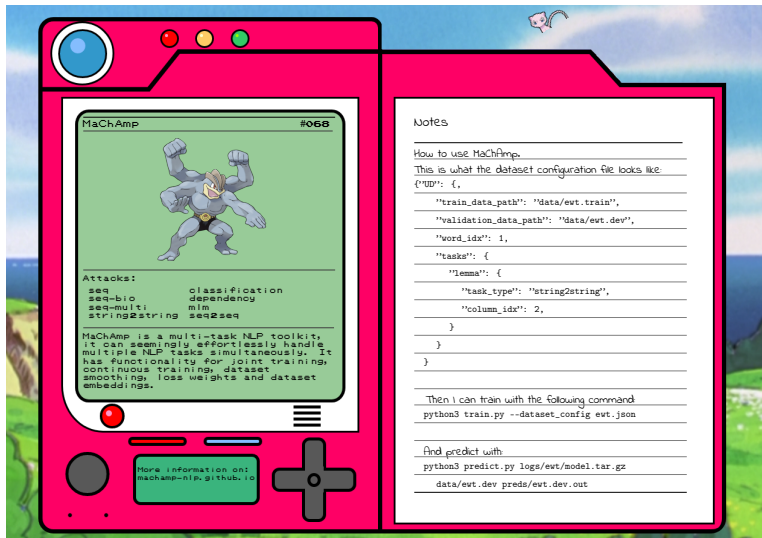 MaChAmp #068
Attacks:
seq classification
seq-bio dependency
seq-multi mlm
string2string seq2seq
MaChAmp is a multi-task NLP toolkit,
it can seemingly effortlessly handle
multiple NLP tasks simultaneously. It
has functionality for joint training,
continuous training, dataset
smoothing, loss weights and dataset
embeddings.
More information on:
machamp-nlp.github.io
Notes
How to use MaChAmp.
This is what the dataset configuration file looks like:
{"UD": {,
"train_data_path": "data/ewt.train",
"validation_data_path": "data/ewt.dev",
"word_idx": 1,
"tasks": {
"lemma": {
"task_type": "string2string",
"column_idx": 2,
}
}
}
Then I can train with the following command:
python3 train.py --dataset_config ewt.json
And predict with:
python3 predict.py logs/ewt/model.tar.gz
data/ewt.dev preds/ewt.dev.out